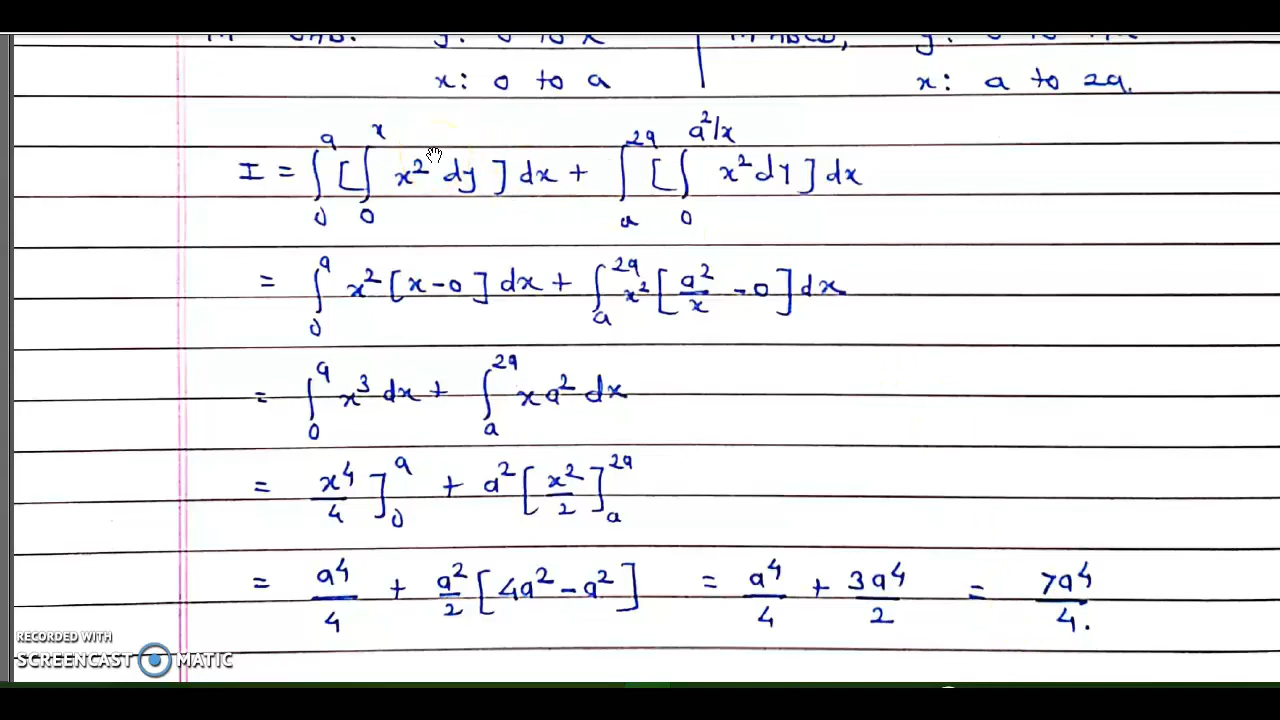 x: 0 to a x: a to 2a.
I = ∫₀ᵃ [∫₀ˣ x² dy] dx + ∫ₐ²ᵃ [∫₀^(a²/x) x² dy] dx
= ∫₀ᵃ x² [x - 0] dx + ∫ₐ²ᵃ x² [a²/x - 0] dx
= ∫₀ᵃ x³ dx + ∫ₐ²ᵃ xa² dx
= x⁴/4]₀ᵃ + a² [x²/2]ₐ²ᵃ
= a⁴/4 + a²/2 [4a² - a²] = a⁴/4 + 3a⁴/2 = 7a⁴/4.
RECORDED WITH
SCREENCAST MATIC